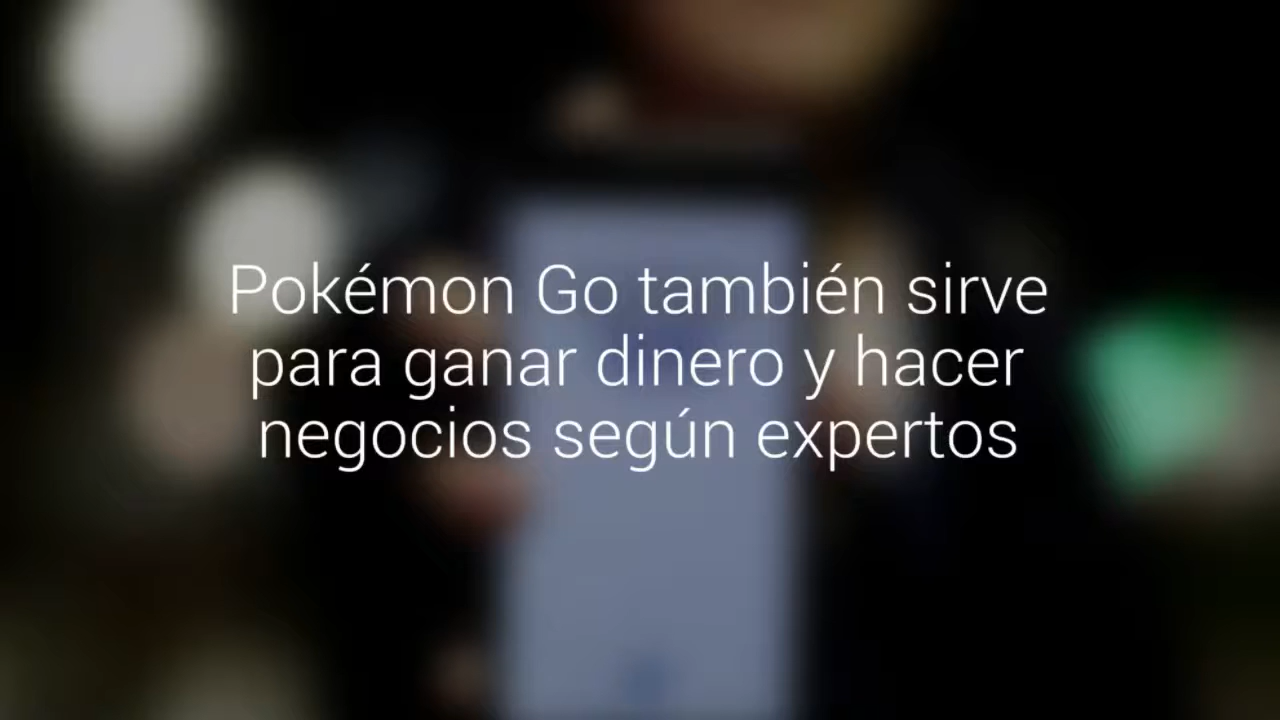 Pokémon Go también sirve
para ganar dinero y hacer
negocios según expertos